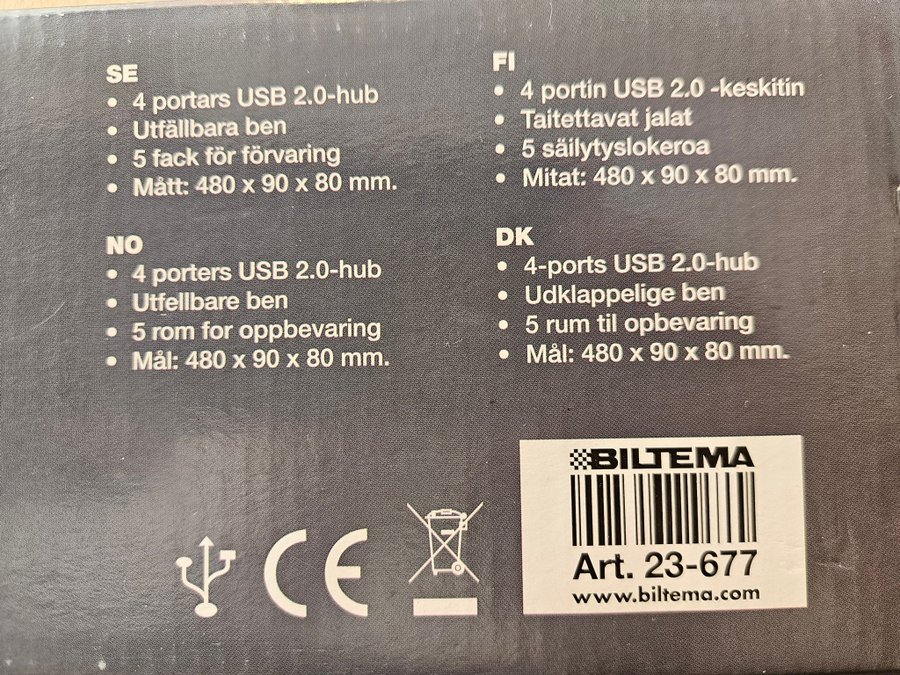 SE
• 4 portars USB 2.0-hub
• Utfällbara ben
• 5 fack för förvaring
• Mått: 480 x 90 x 80 mm.
NO
• 4 porters USB 2.0-hub
• Utfellbare ben
• 5 rom for oppbevaring
• Mål: 480 x 90 x 80 mm.
FI
• 4 portin USB 2.0 -keskitin
• Taitettavat jalat
• 5 säilytyslokeroa
• Mitat: 480 x 90 x 80 mm.
DK
• 4-ports USB 2.0-hub
• Udklappelige ben
• 5 rum til opbevaring
• Mål: 480 x 90 x 80 mm.
CE
BILTEMA
Art. 23-677
www.biltema.com